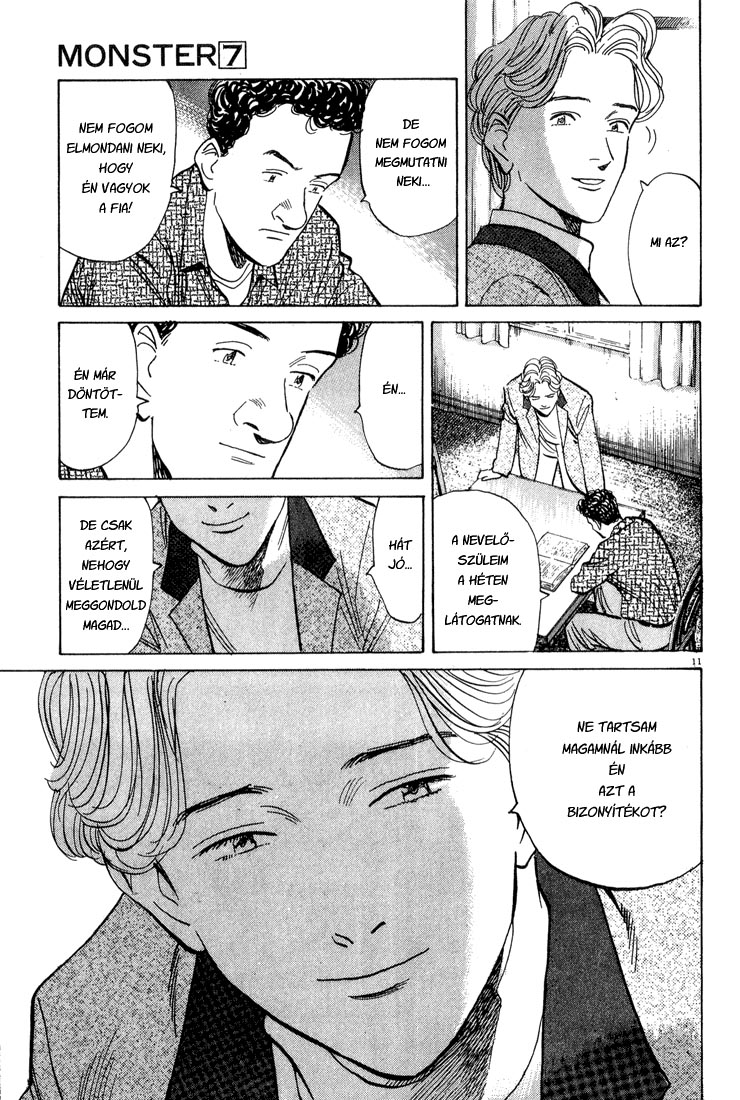 MONSTER 7
MI AZ?
DE
NEM FOGOM
MEGMUTATNI
NEKI...
NEM FOGOM
ELMONDANI NEKI,
HOGY
ÉN VAGYOK
A FIA!
A NEVELŐ-
SZÜLEIM
A HÉTEN
MEG-
LÁTOGATNAK.
ÉN...
ÉN MÁR
DÖNTÖT-
TEM.
HÁT
JÓ...
DE CSAK
AZÉRT,
NEHOGY
VÉLETLENÜL
MEGGONDOLD
MAGAD...
11
NE TARTSAM
MAGAMNÁL INKÁBB
ÉN
AZT A
BIZONYÍTÉKOT?